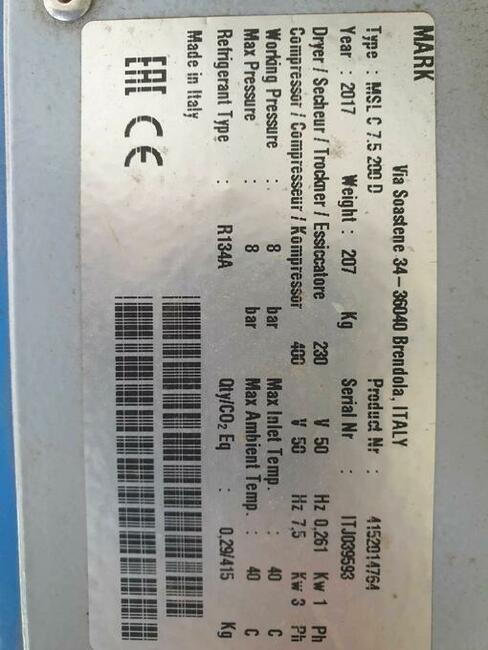 MARK
Via Soastene 34-36040 Brendola, ITALY
Type : MSL C 7.5 200 D Product Nr : 4152014764
Year : 2017 Weight : 207 Kg Serial Nr : ITJ039593
Dryer / Secheur / Trockner / Essiccatore 230 V 50 Hz 0,261 Kw 1 Ph
Compressor / Compresseur / Kompressor 400 V 50 Hz 7,5 Kw 3 Ph
Working Pressure : 8 bar Max Inlet Temp. : 40 C
Max Pressure : 8 bar Max Ambient Temp. : 40 C
Refrigerant Type : R134A Qty/CO2 Eq : 0,29/415 Kg
Made in Italy
EAC CE